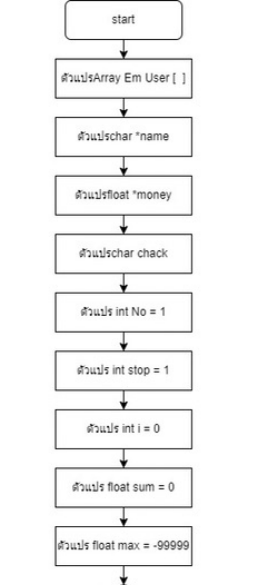 start
ตัวแปรArray Em User [  ]
ตัวแปรchar *name
ตัวแปรfloat *money
ตัวแปรchar chack
ตัวแปร int No = 1
ตัวแปร int stop = 1
ตัวแปร int i = 0
ตัวแปร float sum = 0
ตัวแปร float max = -99999